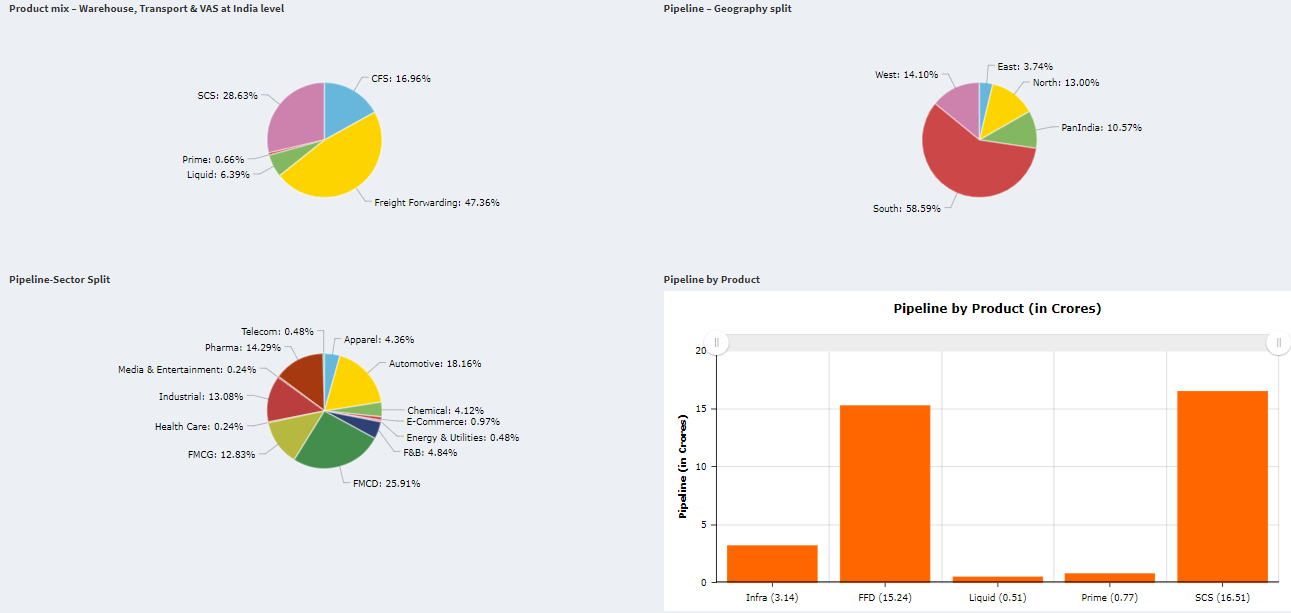 Product mix – Warehouse, Transport & VAS at India level
CFS: 16.96%
SCS: 28.63%
Prime: 0.66%
Liquid: 6.39%
Freight Forwarding: 47.36%
Pipeline – Geography split
East: 3.74%
West: 14.10%
North: 13.00%
PanIndia: 10.57%
South: 58.59%
Pipeline-Sector Split
Telecom: 0.48%
Apparel: 4.36%
Pharma: 14.29%
Automotive: 18.16%
Media & Entertainment: 0.24%
Industrial: 13.08%
Chemical: 4.12%
E-Commerce: 0.97%
Health Care: 0.24%
Energy & Utilities: 0.48%
FMCG: 12.83%
F&B: 4.84%
FMCD: 25.91%
Pipeline by Product
Pipeline by Product (in Crores)
20
15
10
5
0
Pipeline (in Crores)
Infra (3.14)
FFD (15.24)
Liquid (0.51)
Prime (0.77)
SCS (16.51)